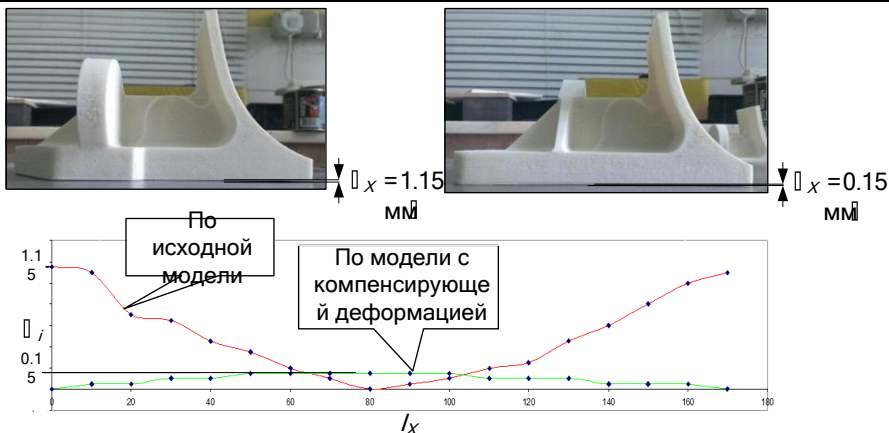 X = 1.15
мм
X = 0.15
мм
По
исходной
модели
По модели с
компенсирующе
й деформацией
1.1
5
i
0.1
5
0 20 40 60 80 100 120 140 160 180
lX